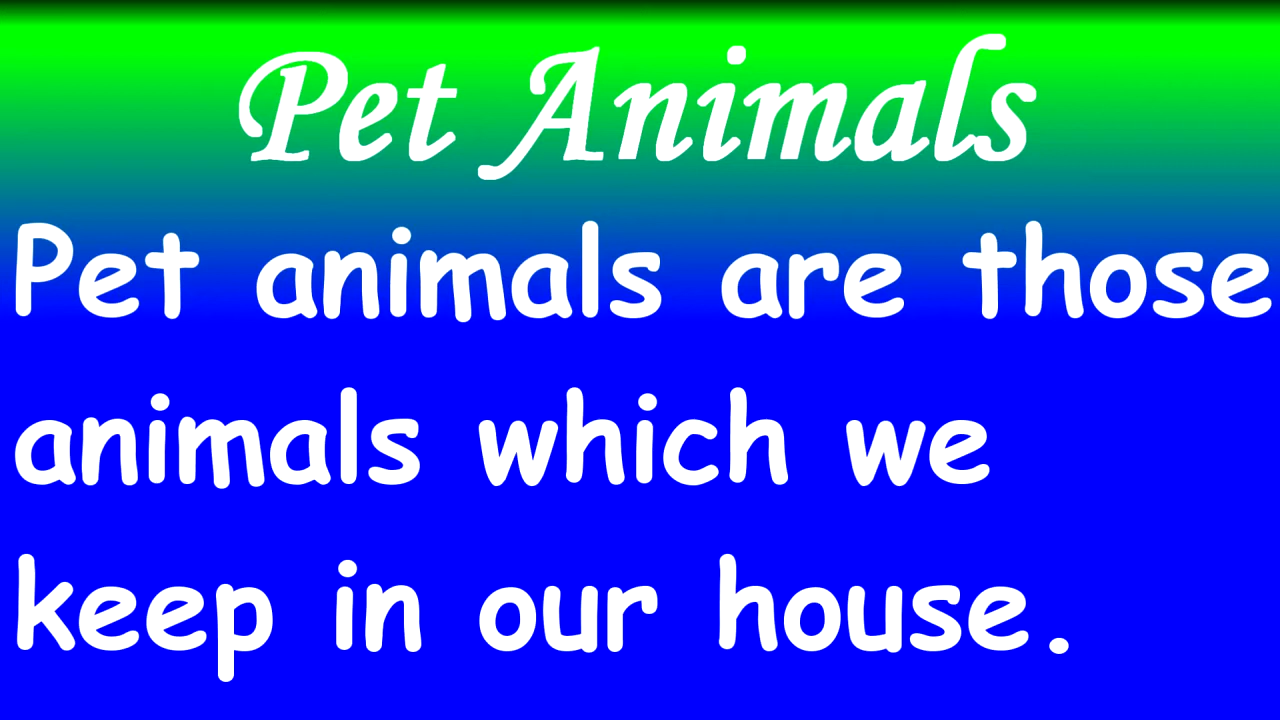 Pet Animals
Pet animals are those
animals which we
keep in our house.